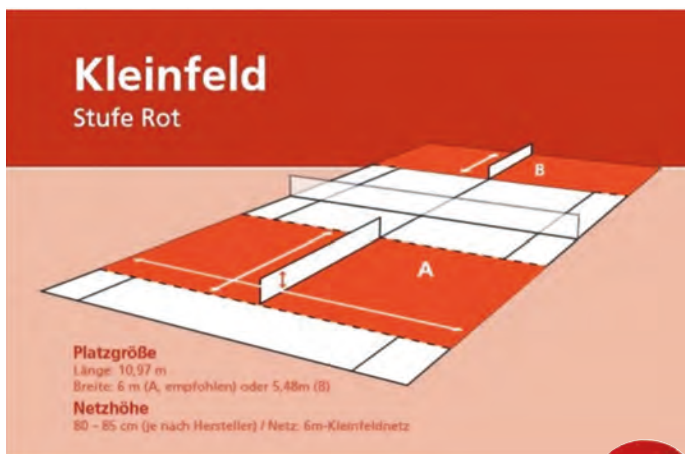 Kleinfeld
Stufe Rot
B
A
Platzgröße
Länge: 10,97 m
Breite: 6 m (A, empfohlen) oder 5,48m (B)
Netzhöhe
80 – 85 cm (je nach Hersteller) / Netz: 6m-Kleinfeldnetz